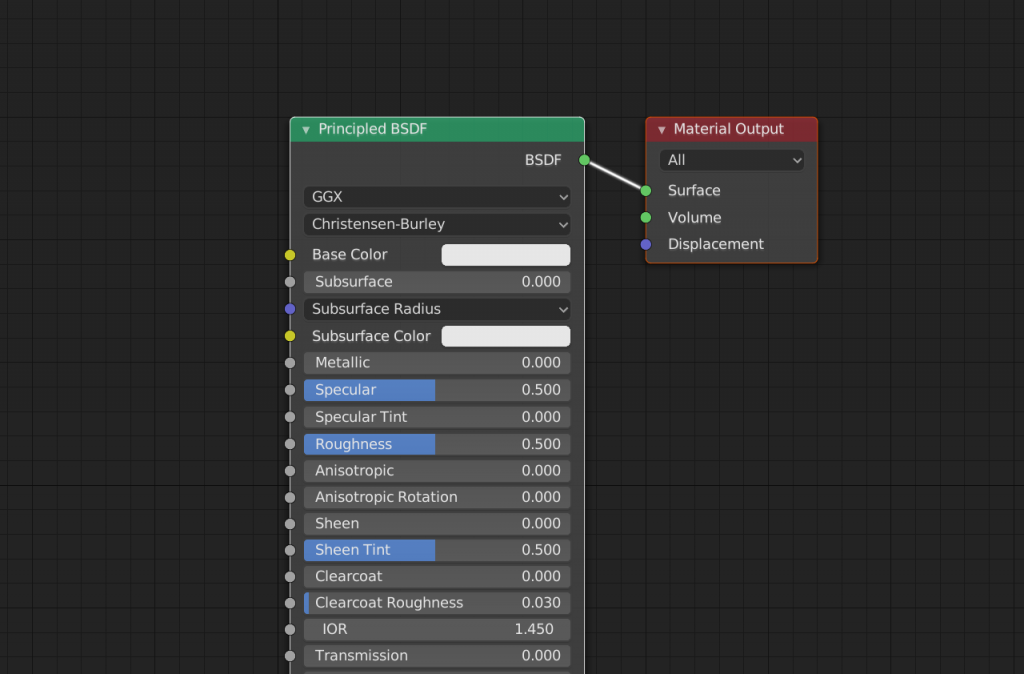 Principled BSDF
BSDF
GGX
Christensen-Burley
Base Color
Subsurface 0.000
Subsurface Radius
Subsurface Color
Metallic 0.000
Specular 0.500
Specular Tint 0.000
Roughness 0.500
Anisotropic 0.000
Anisotropic Rotation 0.000
Sheen 0.000
Sheen Tint 0.500
Clearcoat 0.000
Clearcoat Roughness 0.030
IOR 1.450
Transmission 0.000
Material Output
All
Surface
Volume
Displacement